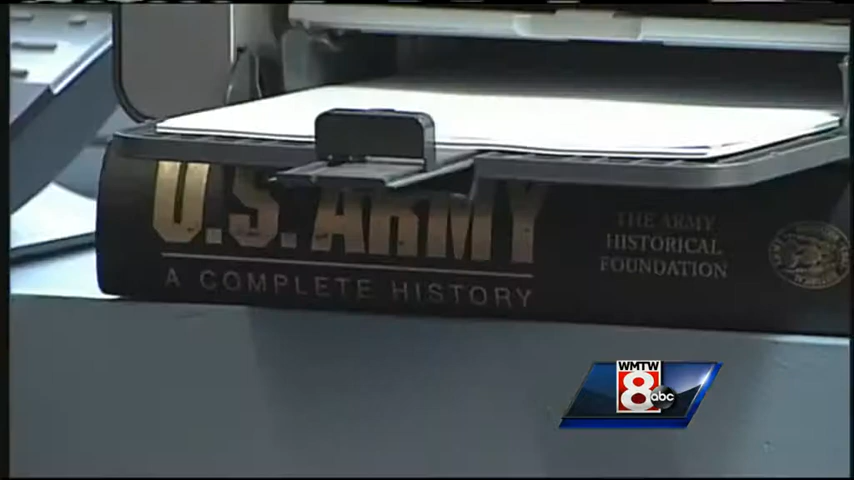 U.S. ARMY
A COMPLETE HISTORY
THE ARMY
HISTORICAL
FOUNDATION
WMTW
8 abc